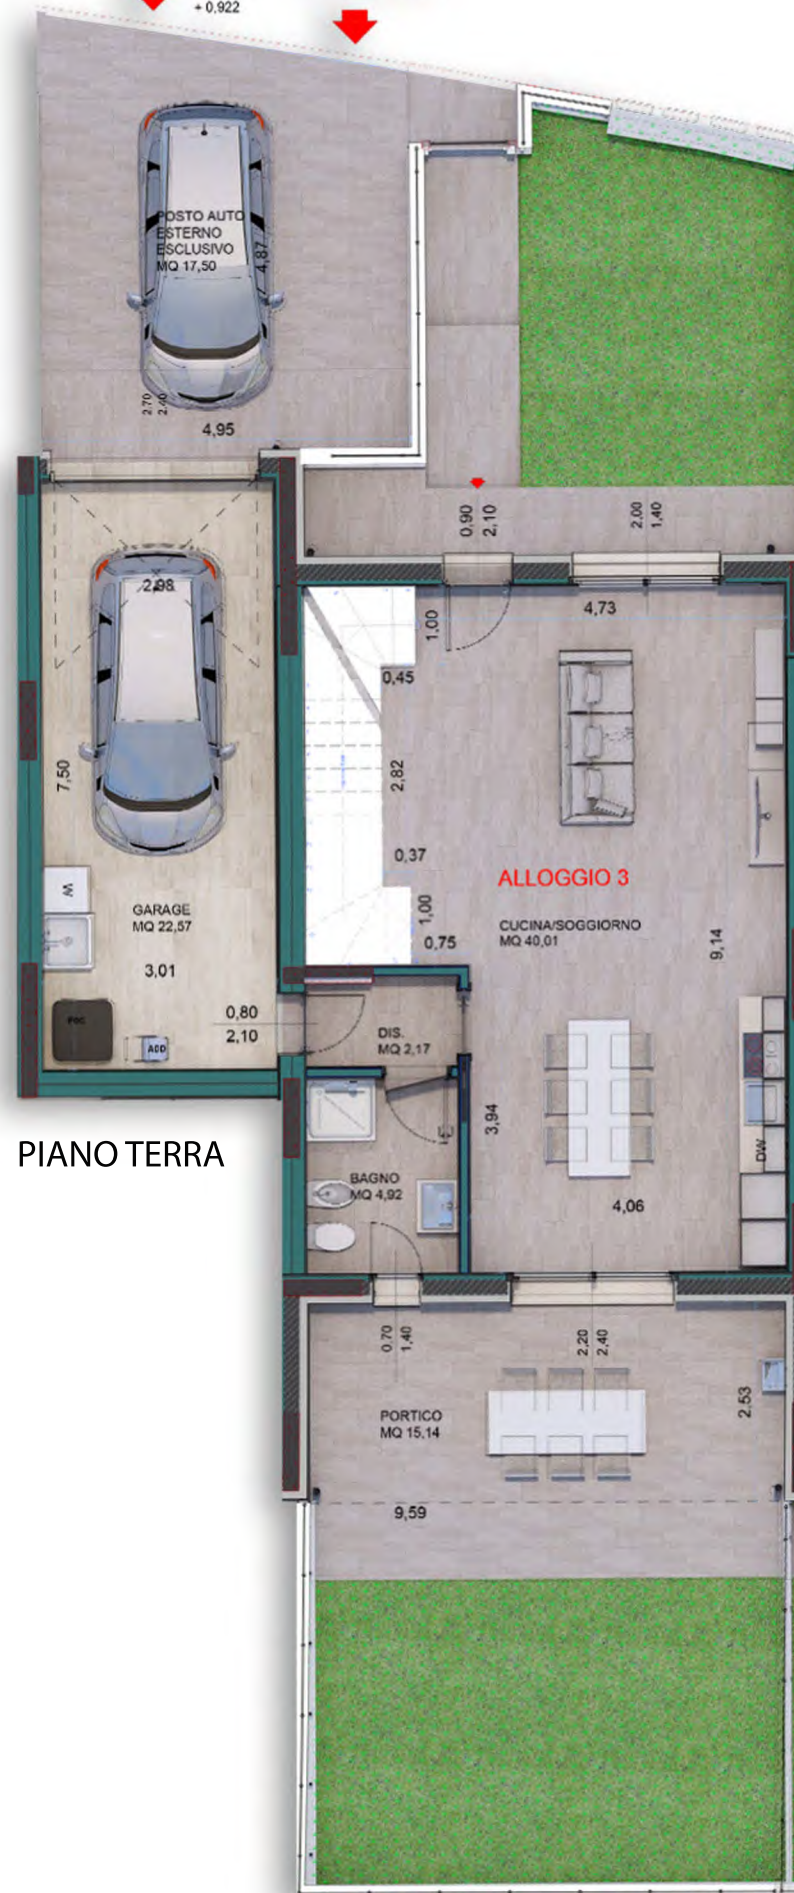 + 0,922
POSTO AUTO
ESTERNO
ESCLUSIVO
MQ 17,50
4,87
2.70
2.40
4,95
0,90
2,10
2,00
1,40
2,98
4,73
1,00
0,45
7,50
2,82
0,37
ALLOGGIO 3
W
GARAGE
MQ 22,57
1,00
0,75
CUCINA/SOGGIORNO
MQ 40,01
9,14
3,01
0,80
2,10
DIS.
MQ 2,17
ADD
3,94
DW
PIANO TERRA
BAGNO
MQ 4,92
4,06
0.70
1,40
2,20
2,40
PORTICO
MQ 15,14
2.53
9,59